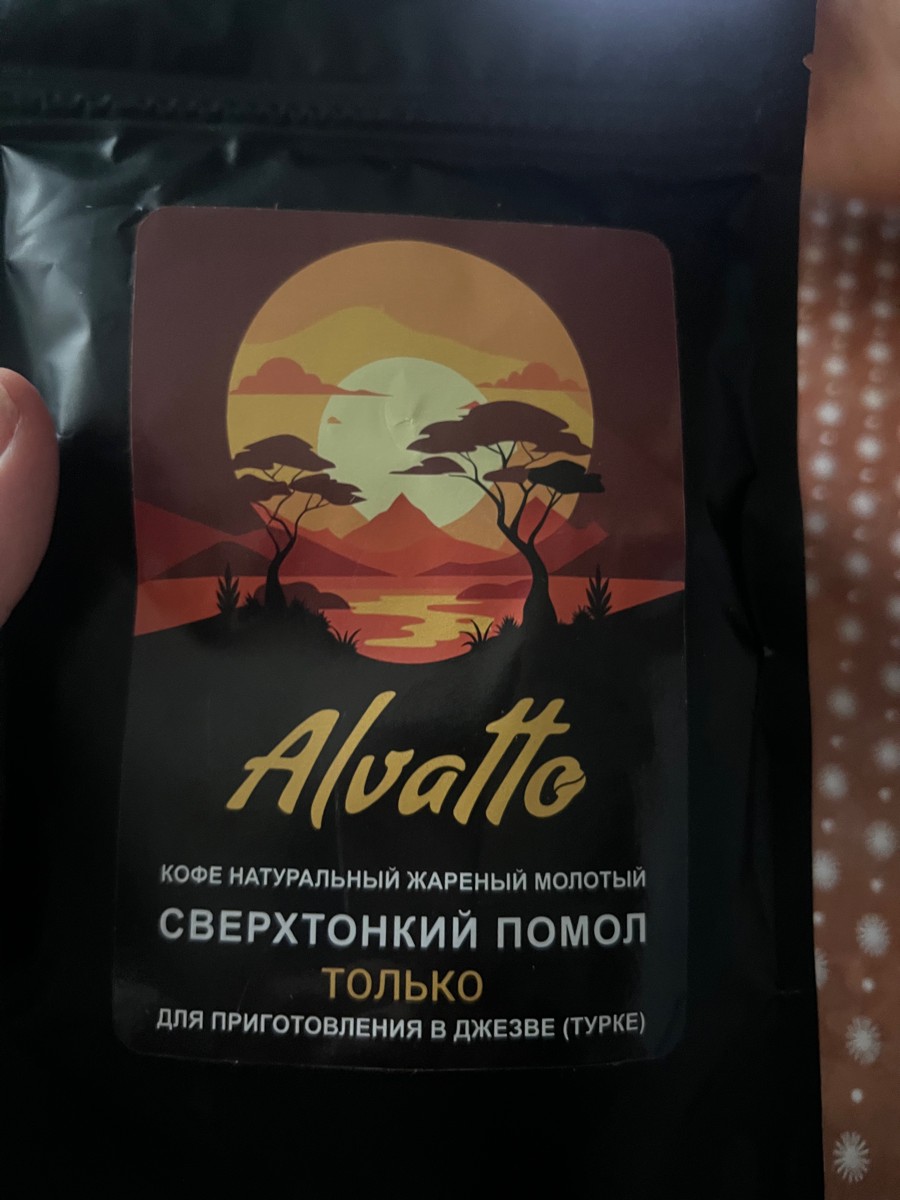 Alvatto
КОФЕ НАТУРАЛЬНЫЙ ЖАРЕНЫЙ МОЛОТЫЙ
СВЕРХТОНКИЙ ПОМОЛ
ТОЛЬКО
ДЛЯ ПРИГОТОВЛЕНИЯ В ДЖЕЗВЕ (ТУРКЕ)